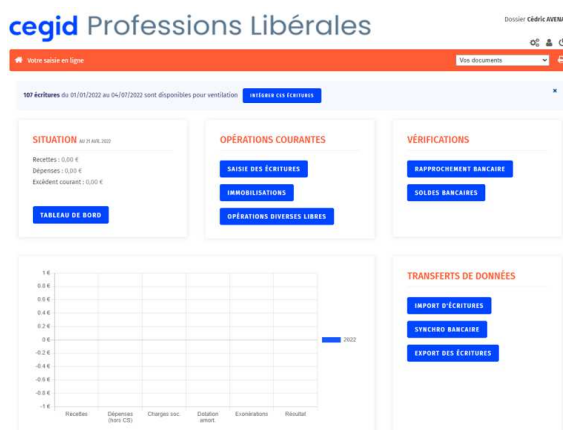 cegid Professions Libérales
Dossier Cédric AVENA
Votre saisie en ligne
Vos documents
107 écritures du 01/01/2022 au 04/07/2022 sont disponibles pour ventilation INTÉGRER CES ÉCRITURES
×
SITUATION AU 31 AVR. 2022
Recettes : 0,00 €
Dépenses : 0,00 €
Excédent courant : 0,00 €
TABLEAU DE BORD
OPÉRATIONS COURANTES
SAISIE DES ÉCRITURES
IMMOBILISATIONS
OPÉRATIONS DIVERSES LIBRES
VÉRIFICATIONS
RAPPROCHEMENT BANCAIRE
SOLDES BANCAIRES
1 €
0.8 €
0.6 €
0.4 €
0.2 €
0 €
-0.2 €
-0.4 €
-0.6 €
-0.8 €
-1 €
Recettes
Dépenses
(hors CS)
Charges soc.
Dotation
amort.
Exonérations
Résultat
2022
TRANSFERTS DE DONNÉES
IMPORT D'ÉCRITURES
SYNCHRO BANCAIRE
EXPORT DES ÉCRITURES